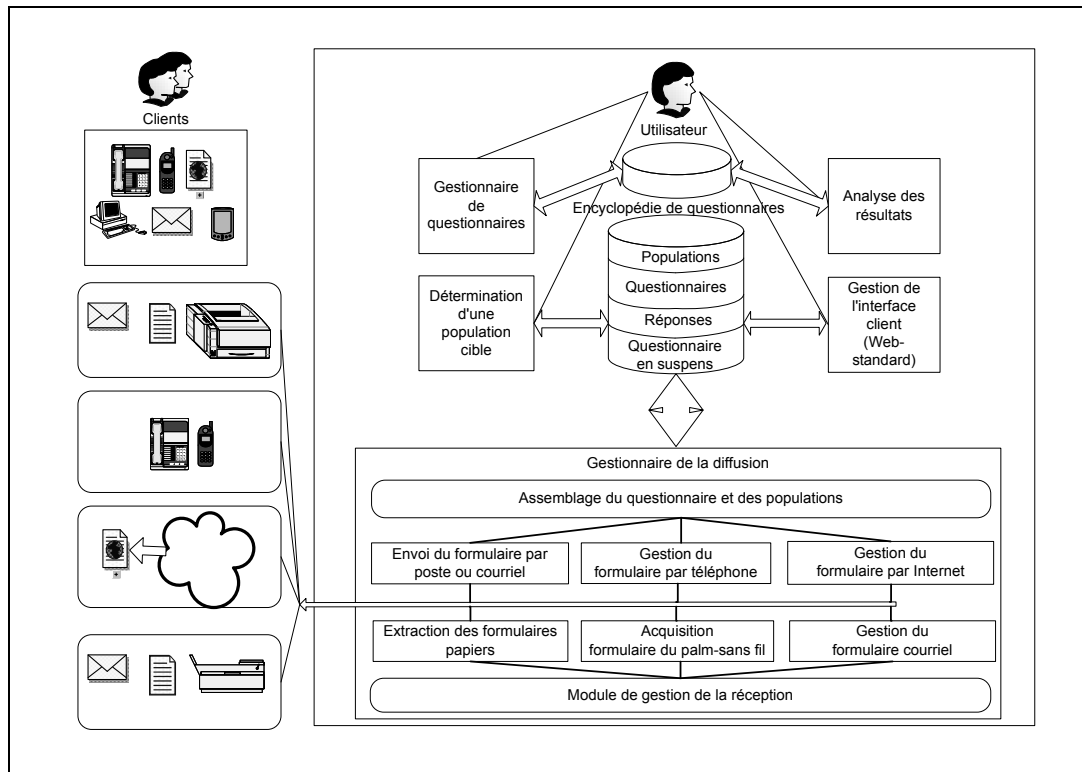 Clients
Utilisateur
Gestionnaire
de
questionnaires
Encyclopédie de questionnaires
Analyse des
résultats
Populations
Questionnaires
Réponses
Questionnaire
en suspens
Détermination
d'une
population
cible
Gestion de
l'interface
client
(Web-
standard)
Gestionnaire de la diffusion
Assemblage du questionnaire et des populations
Envoi du formulaire par
poste ou courriel
Gestion du
formulaire par téléphone
Gestion du
formulaire par Internet
Extraction des formulaires
papiers
Acquisition
formulaire du palm-sans fil
Gestion du
formulaire courriel
Module de gestion de la réception